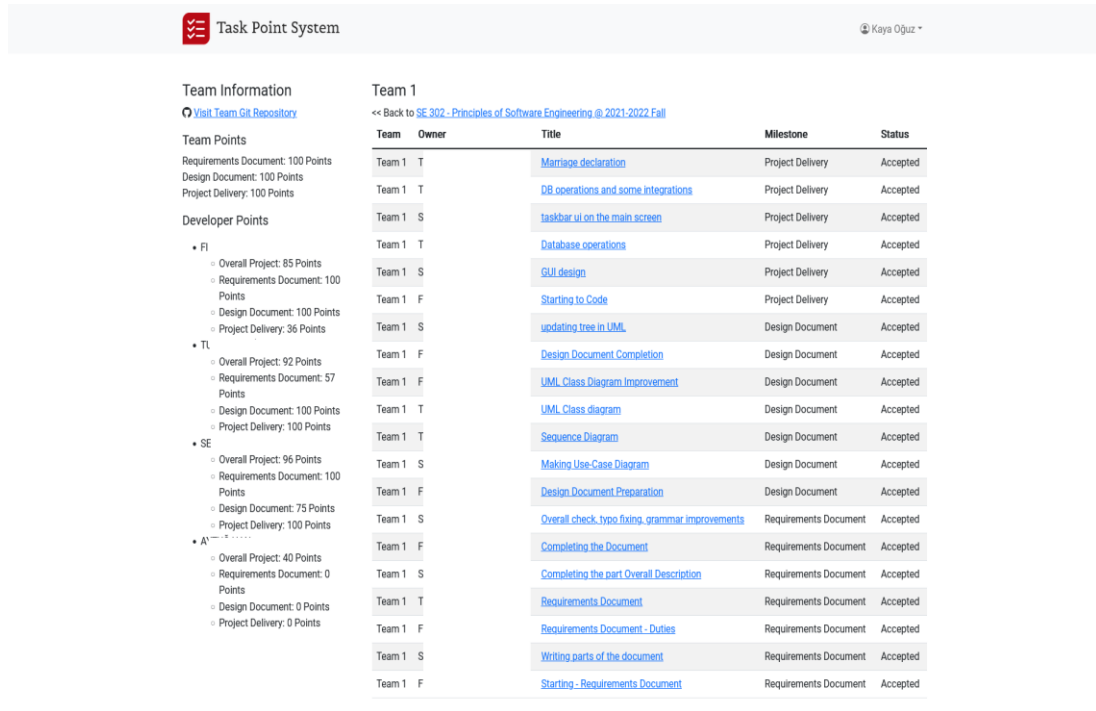 Task Point System
Kaya Oğuz
Team Information
Visit Team Git Repository
Team Points
Requirements Document: 100 Points
Design Document: 100 Points
Project Delivery: 100 Points
Developer Points
FI
Overall Project: 85 Points
Requirements Document: 100
Points
Design Document: 100 Points
Project Delivery: 36 Points
Overall Project: 92 Points
Requirements Document: 57
Points
Design Document: 100 Points
Project Delivery: 100 Points
SE
Overall Project: 96 Points
Requirements Document: 100
Points
Design Document: 75 Points
Project Delivery: 100 Points
Overall Project: 40 Points
Requirements Document: 0
Points
Design Document: 0 Points
Project Delivery: 0 Points
Team 1
<< Back to SE 302 - Principles of Software Engineering @ 2021-2022 Fall
Team Owner Title Milestone Status
Team 1 T Marriage declaration Project Delivery Accepted
Team 1 T DB operations and some integrations Project Delivery Accepted
Team 1 S taskbar ui on the main screen Project Delivery Accepted
Team 1 T Database operations Project Delivery Accepted
Team 1 S GUI design Project Delivery Accepted
Team 1 F Starting to Code Project Delivery Accepted
Team 1 S updating tree in UML Design Document Accepted
Team 1 F Design Document Completion Design Document Accepted
Team 1 F UML Class Diagram Improvement Design Document Accepted
Team 1 T UML Class diagram Design Document Accepted
Team 1 T Sequence Diagram Design Document Accepted
Team 1 S Making Use-Case Diagram Design Document Accepted
Team 1 F Design Document Preparation Design Document Accepted
Team 1 S Overall check, typo fixing, grammar improvements Requirements Document Accepted
Team 1 F Completing the Document Requirements Document Accepted
Team 1 S Completing the part Overall Description Requirements Document Accepted
Team 1 T Requirements Document Requirements Document Accepted
Team 1 F Requirements Document - Duties Requirements Document Accepted
Team 1 S Writing parts of the document Requirements Document Accepted
Team 1 F Starting - Requirements Document Requirements Document Accepted